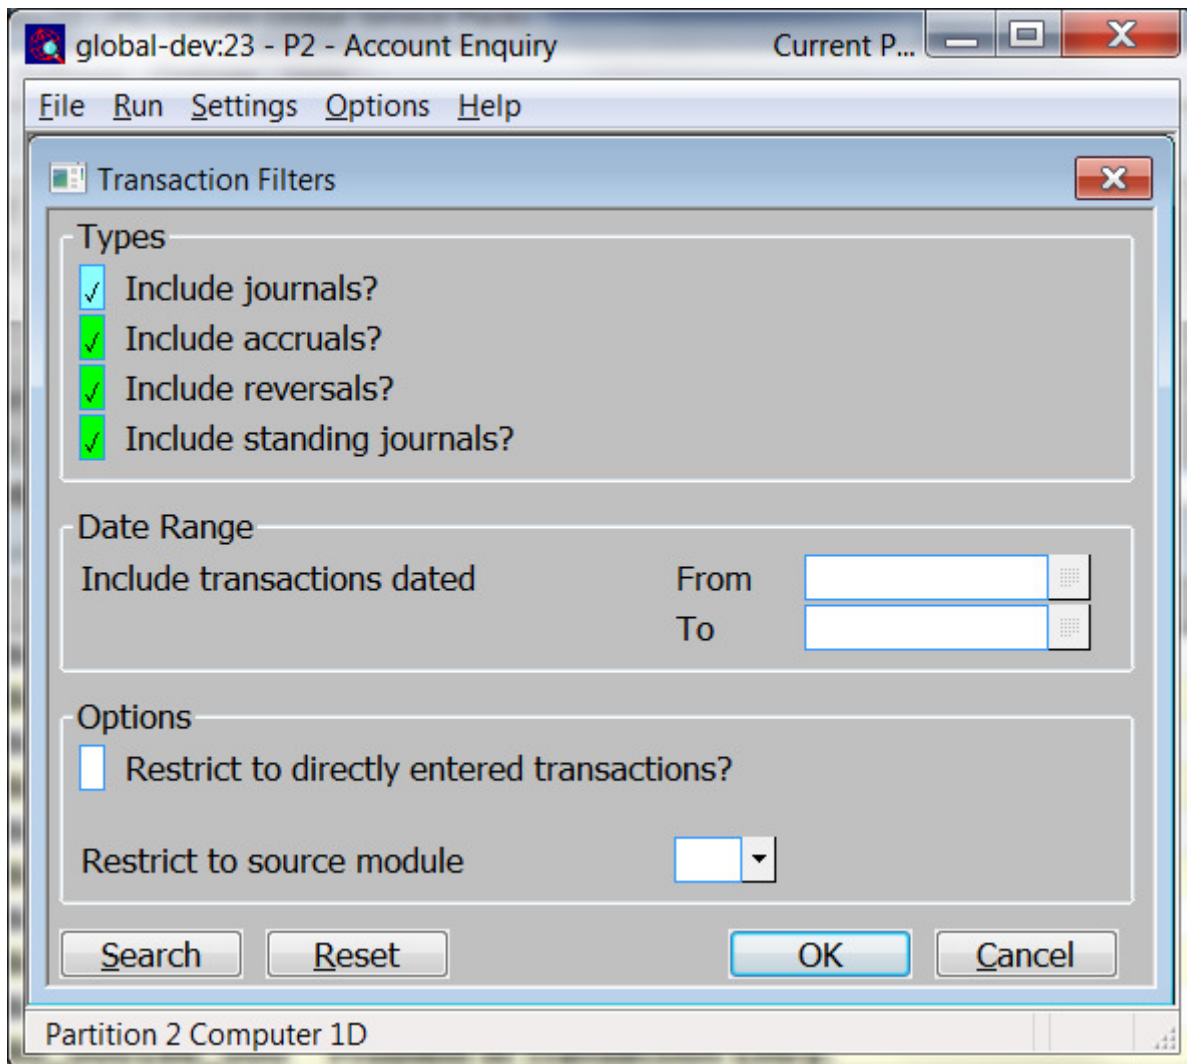 global-dev:23 - P2 - Account Enquiry Current P...
File Run Settings Options Help
Transaction Filters
Types
Include journals?
Include accruals?
Include reversals?
Include standing journals?
Date Range
Include transactions dated From
To
Options
Restrict to directly entered transactions?
Restrict to source module
Search Reset OK Cancel
Partition 2 Computer 1D